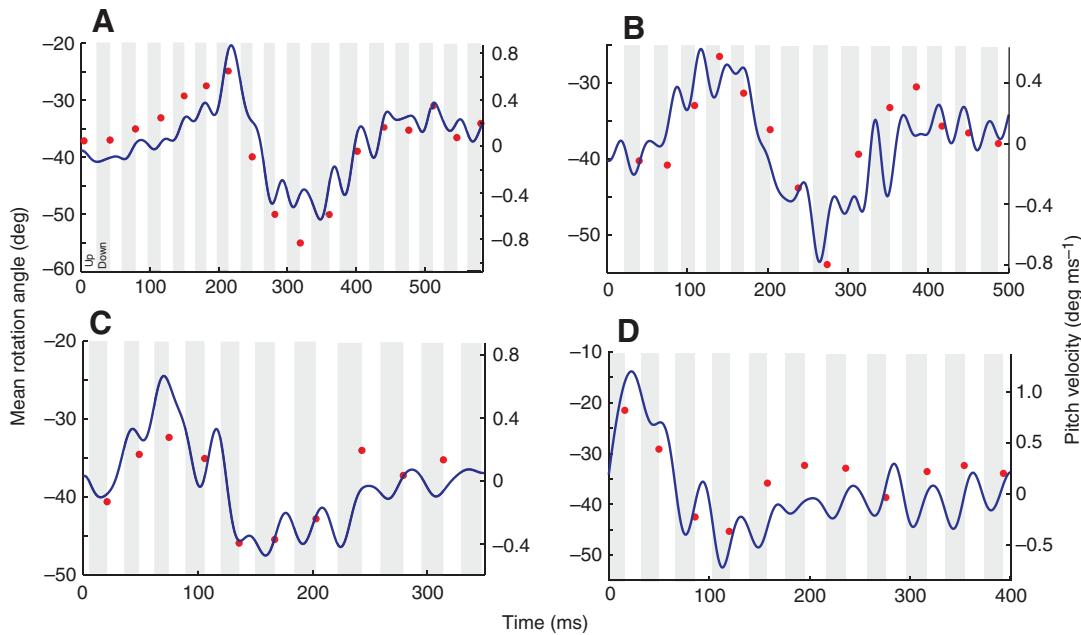 A
B
−20
−30
−40
−50
−60
0.8
0.4
0
−0.4
−0.8
Up
Down
0 100 200 300 400 500
−30
−40
−50
0.4
0
−0.4
−0.8
0 100 200 300 400 500
Mean rotation angle (deg)
Pitch velocity (deg ms−1)
C
D
−20
−30
−40
−50
0.8
0.4
0
−0.4
0 100 200 300
−10
−20
−30
−40
−50
1.0
0.5
0
−0.5
0 100 200 300 400
Time (ms)